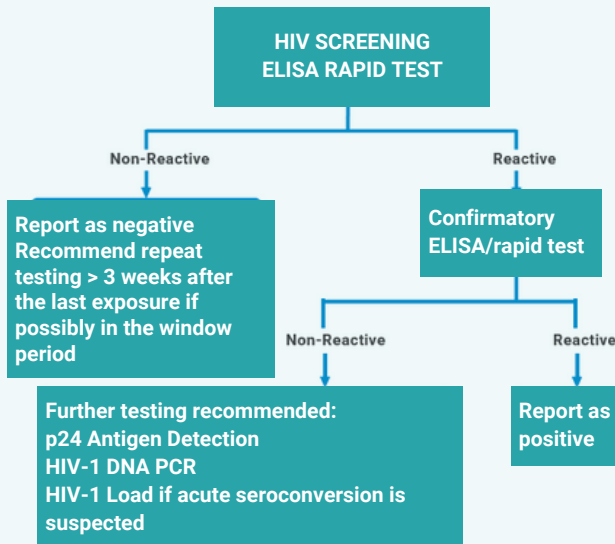 HIV SCREENING
ELISA RAPID TEST
Non-Reactive
Reactive
Report as negative
Recommend repeat
testing > 3 weeks after
the last exposure if
possibly in the window
period
Confirmatory
ELISA/rapid test
Non-Reactive
Reactive
Further testing recommended:
p24 Antigen Detection
HIV-1 DNA PCR
HIV-1 Load if acute seroconversion is
suspected
Report as
positive